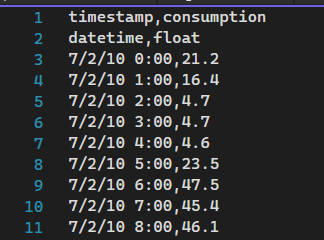 1 timestamp,consumption
2 datetime,float
3 7/2/10 0:00,21.2
4 7/2/10 1:00,16.4
5 7/2/10 2:00,4.7
6 7/2/10 3:00,4.7
7 7/2/10 4:00,4.6
8 7/2/10 5:00,23.5
9 7/2/10 6:00,47.5
10 7/2/10 7:00,45.4
11 7/2/10 8:00,46.1